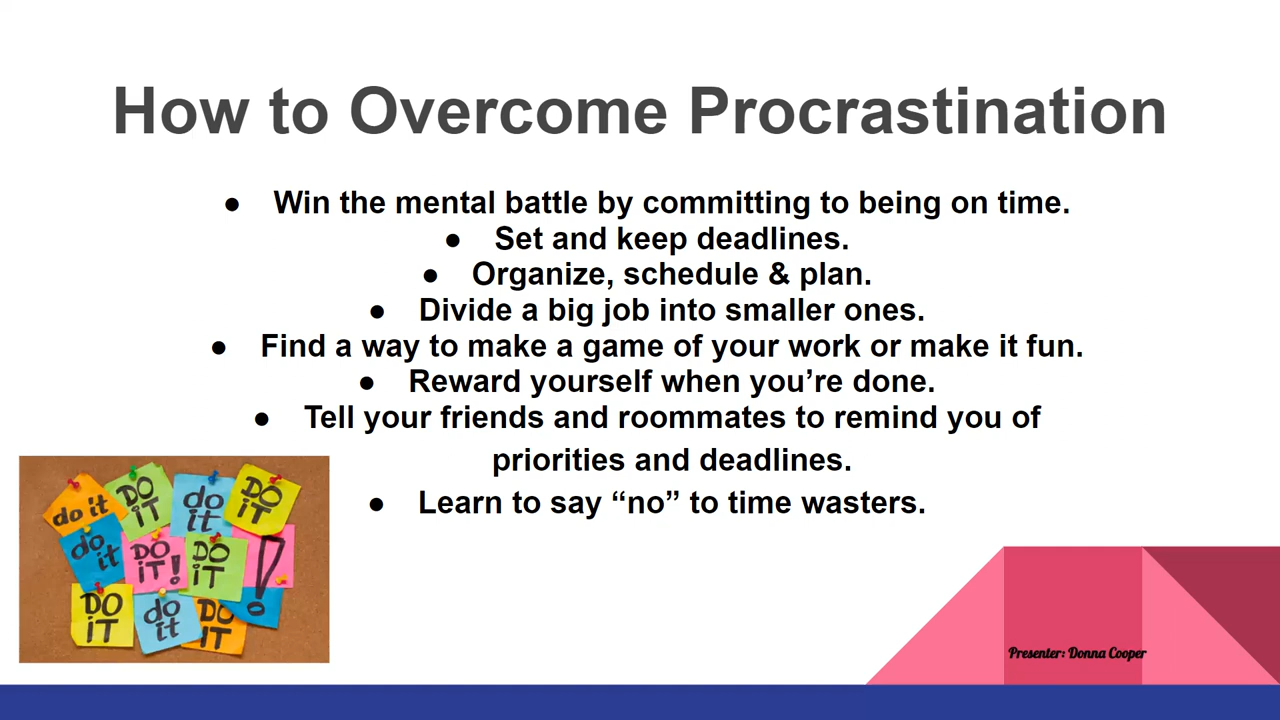 How to Overcome Procrastination
● Win the mental battle by committing to being on time.
● Set and keep deadlines.
● Organize, schedule & plan.
● Divide a big job into smaller ones.
● Find a way to make a game of your work or make it fun.
● Reward yourself when you’re done.
● Tell your friends and roommates to remind you of
priorities and deadlines.
● Learn to say “no” to time wasters.
do it
DO iT
do it
DO iT
do it
DO iT!
DO iT
!
DO iT
do it
DO iT
Presenter: Donna Cooper